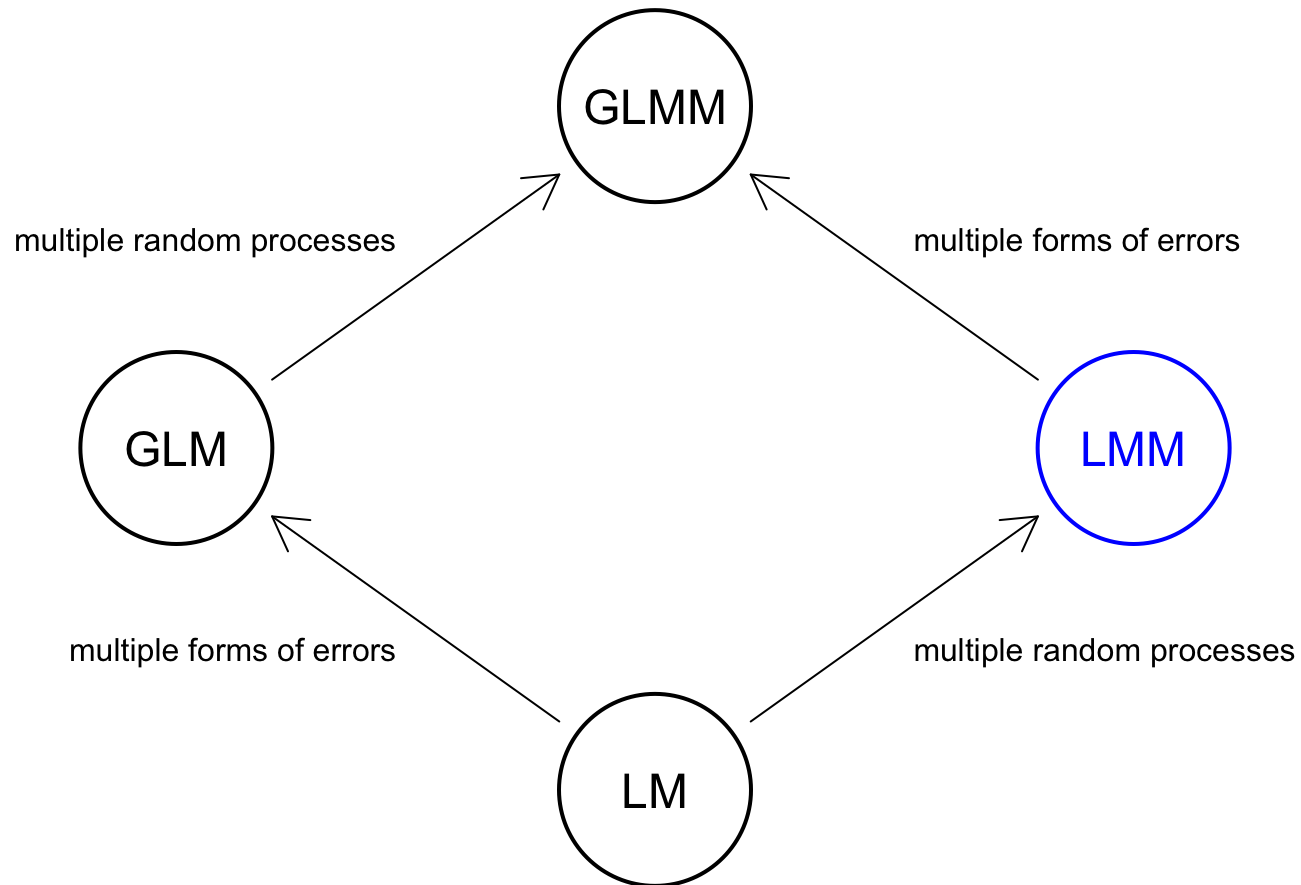 GLMM
multiple random processes
multiple forms of errors
GLM
LMM
multiple forms of errors
multiple random processes
LM